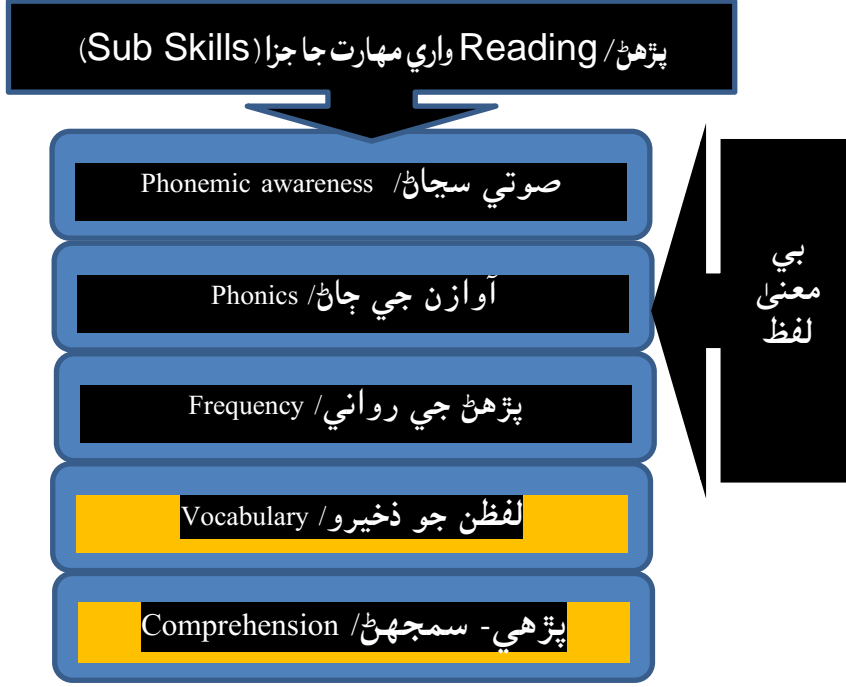 پڙهڻ/ Reading واري مهارت جا جزا (Sub Skills)
صوتي سڃاڻ/ Phonemic awareness
آوازن جي ڄاڻ/ Phonics
پڙهڻ جي رواني/ Frequency
لفظن جو ذخيرو/ Vocabulary
پڙهي- سمجهڻ/ Comprehension
بي
معنيٰ
لفظ